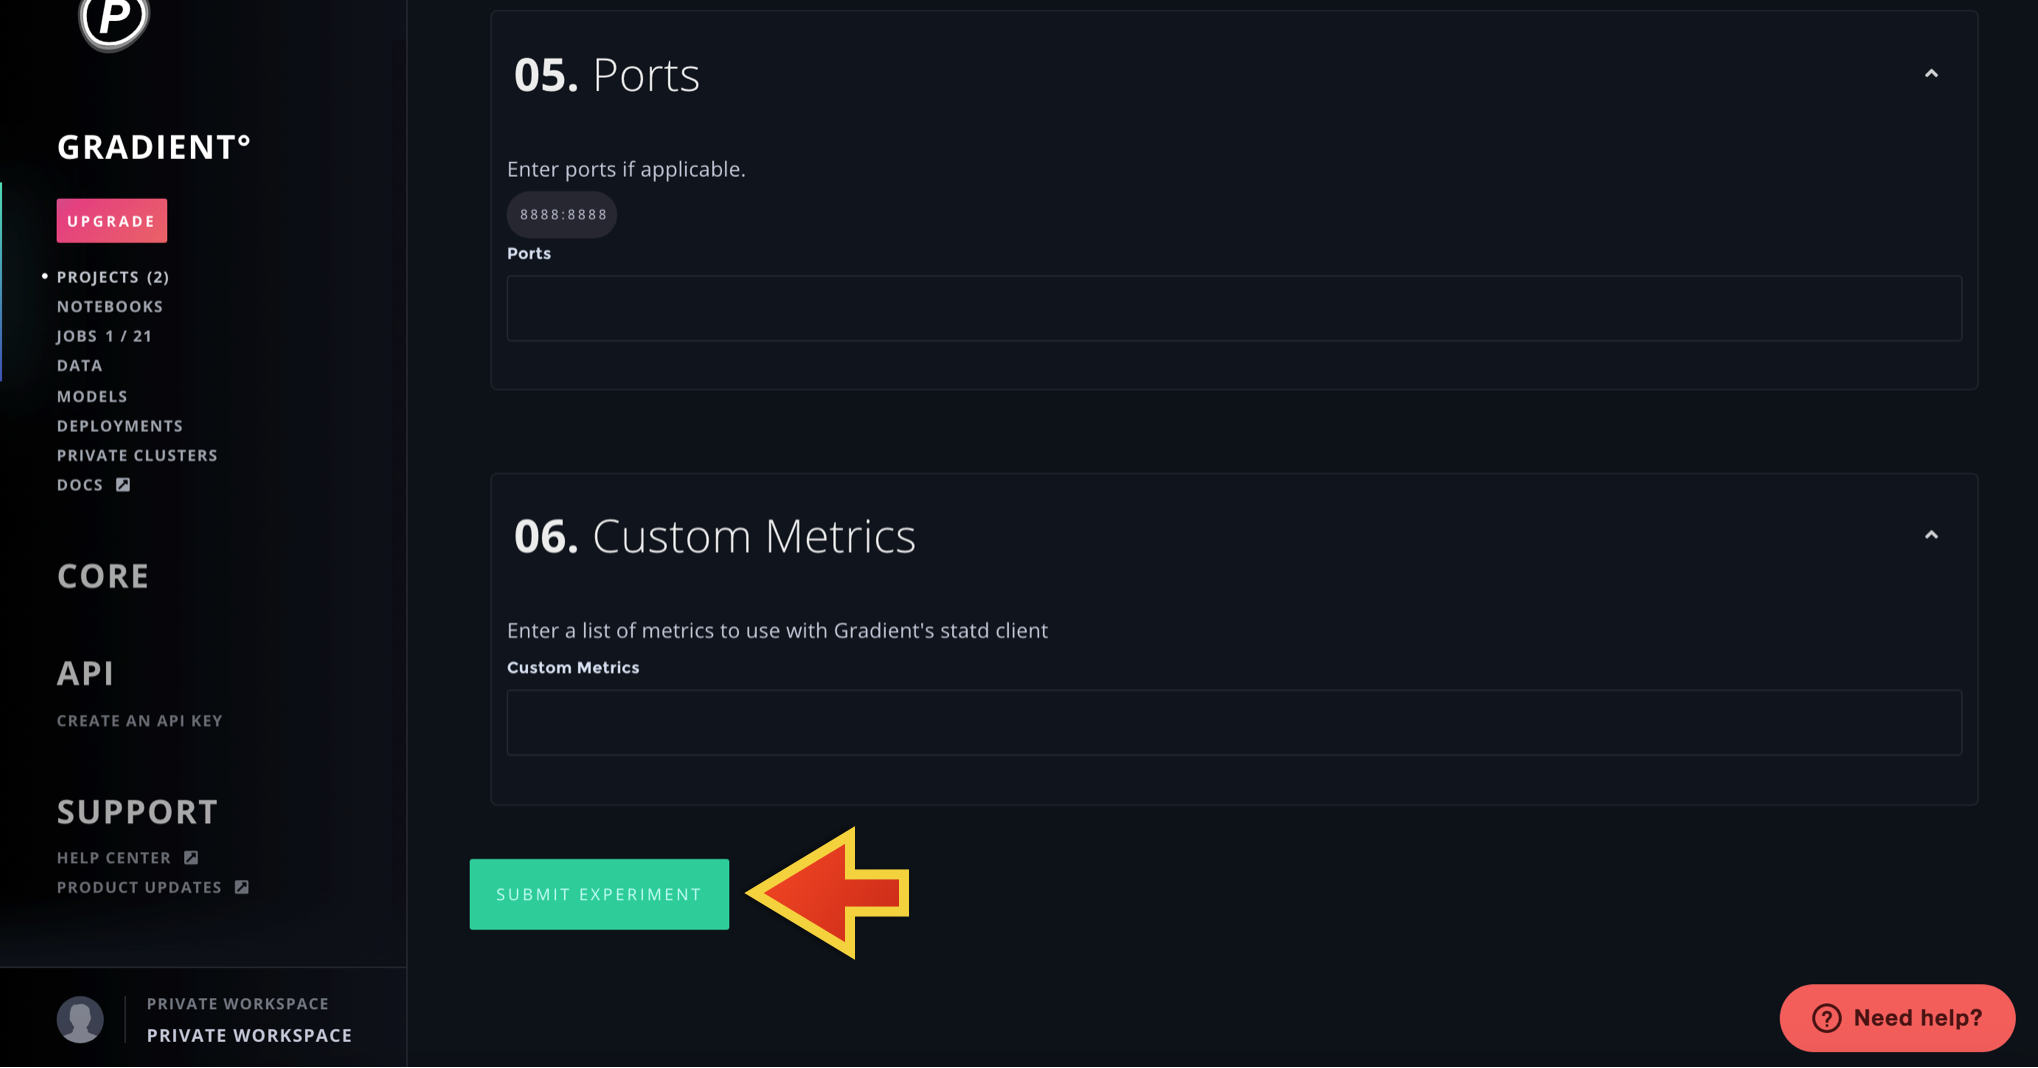 P
GRADIENT°
UPGRADE
PROJECTS (2)
NOTEBOOKS
JOBS 1 / 21
DATA
MODELS
DEPLOYMENTS
PRIVATE CLUSTERS
DOCS
CORE
API
CREATE AN API KEY
SUPPORT
HELP CENTER
PRODUCT UPDATES
PRIVATE WORKSPACE
PRIVATE WORKSPACE
05. Ports
Enter ports if applicable.
8888:8888
Ports
06. Custom Metrics
Enter a list of metrics to use with Gradient's statd client
Custom Metrics
SUBMIT EXPERIMENT
? Need help?